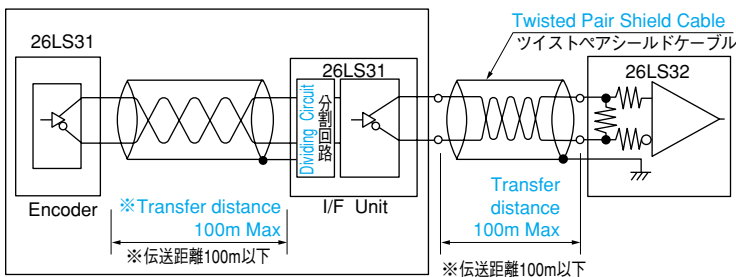 Twisted Pair Shield Cable
ツイストペアシールドケーブル
26LS31
26LS31
26LS32
Dividing Circuit
分割回路
Encoder
I/F Unit
※Transfer distance
100m Max
※伝送距離100m以下
Transfer
distance
100m Max
※伝送距離100m以下